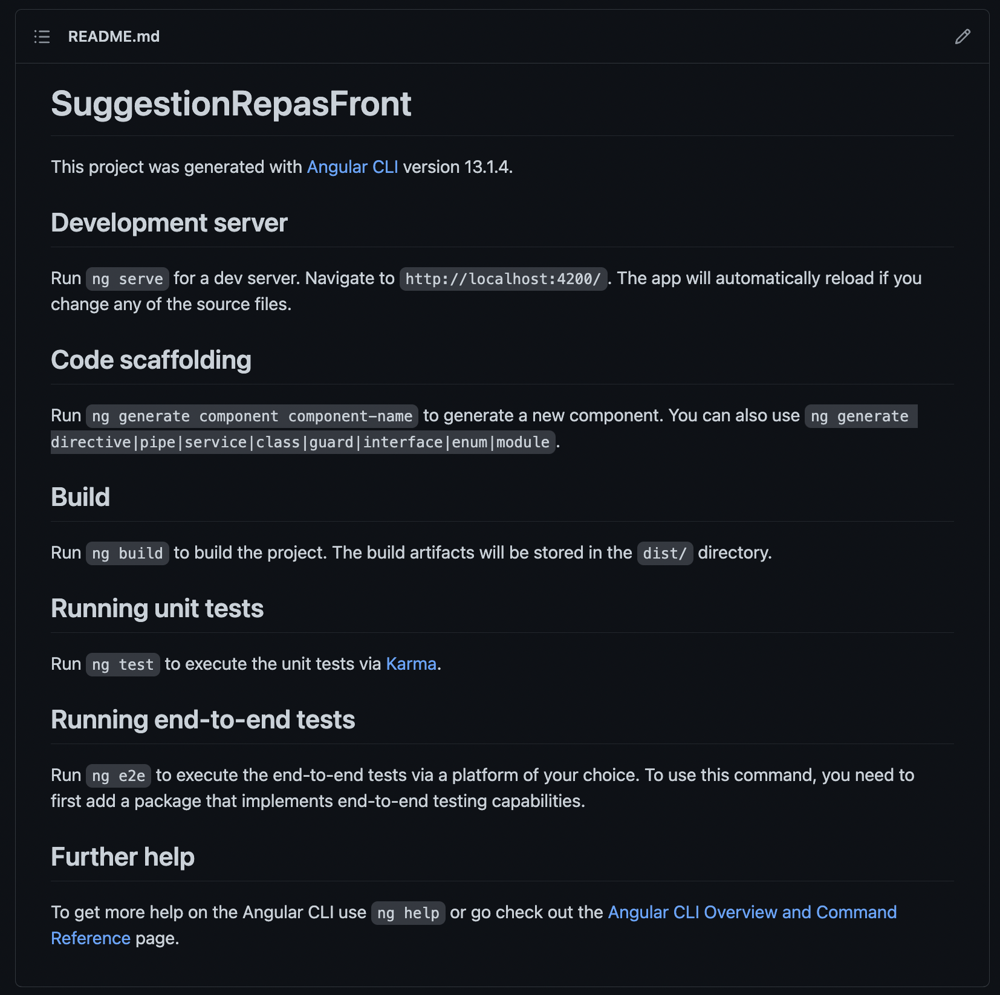 README.md
SuggestionRepasFront
This project was generated with Angular CLI version 13.1.4.
Development server
Run ng serve for a dev server. Navigate to http://localhost:4200/. The app will automatically reload if you
change any of the source files.
Code scaffolding
Run ng generate component component-name to generate a new component. You can also use ng generate
directive|pipe|service|class|guard|interface|enum|module.
Build
Run ng build to build the project. The build artifacts will be stored in the dist/ directory.
Running unit tests
Run ng test to execute the unit tests via Karma.
Running end-to-end tests
Run ng e2e to execute the end-to-end tests via a platform of your choice. To use this command, you need to
first add a package that implements end-to-end testing capabilities.
Further help
To get more help on the Angular CLI use ng help or go check out the Angular CLI Overview and Command
Reference page.